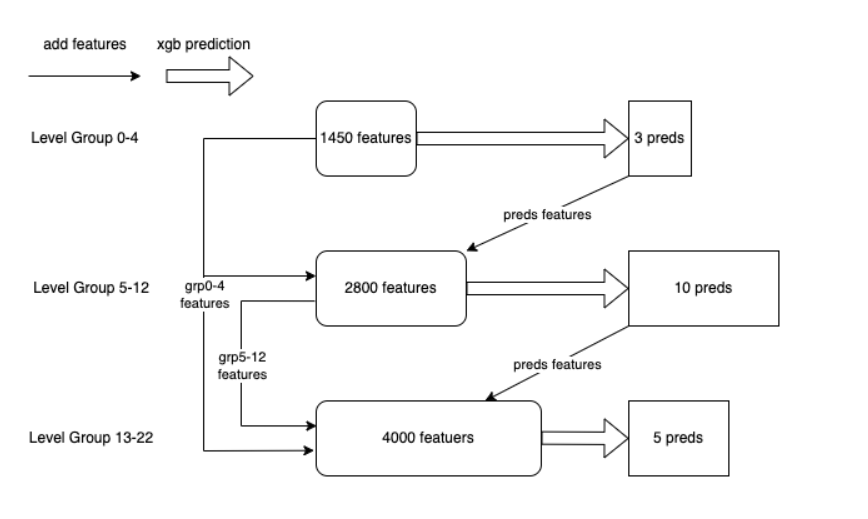 add features
xgb prediction
Level Group 0-4
1450 features
3 preds
preds features
Level Group 5-12
grp0-4
features
2800 features
10 preds
grp5-12
features
preds features
Level Group 13-22
4000 featuers
5 preds